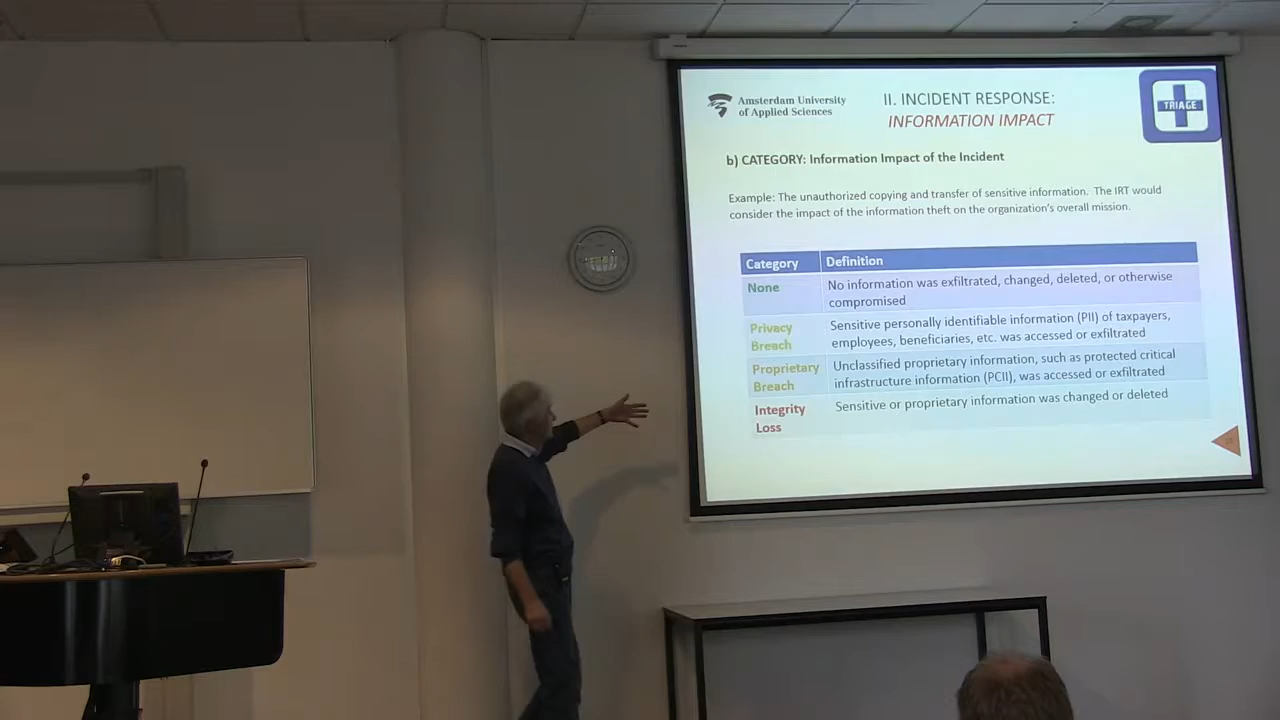 Amsterdam University
of Applied Sciences
II. INCIDENT RESPONSE:
INFORMATION IMPACT
TRIAGE
b) CATEGORY: Information Impact of the Incident
Example: The unauthorized copying and transfer of sensitive information. The IRT would
consider the impact of the information theft on the organization's overall mission.
Category Definition
None No information was exfiltrated, changed, deleted, or otherwise
compromised
Privacy Sensitive personally identifiable information (PII) of taxpayers,
Breach employees, beneficiaries, etc. was accessed or exfiltrated
Proprietary Unclassified proprietary information, such as protected critical
Breach infrastructure information (PCII), was accessed or exfiltrated
Integrity Sensitive or proprietary information was changed or deleted
Loss